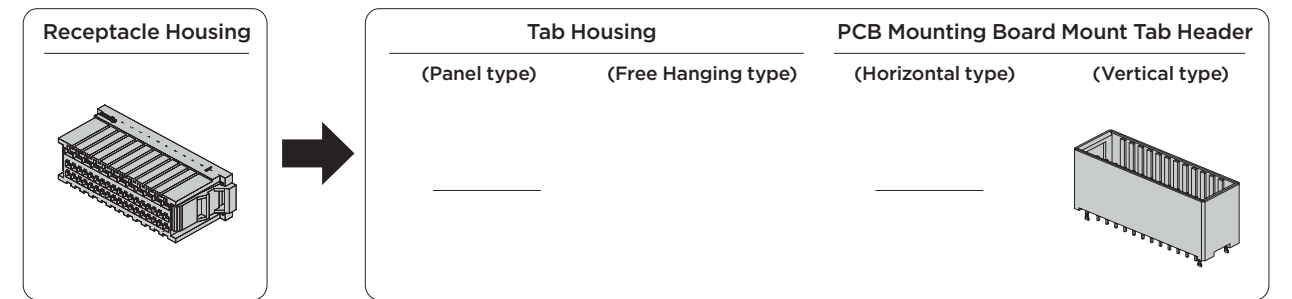 Receptacle Housing
Tab Housing
PCB Mounting Board Mount Tab Header
(Panel type)
(Free Hanging type)
(Horizontal type)
(Vertical type)